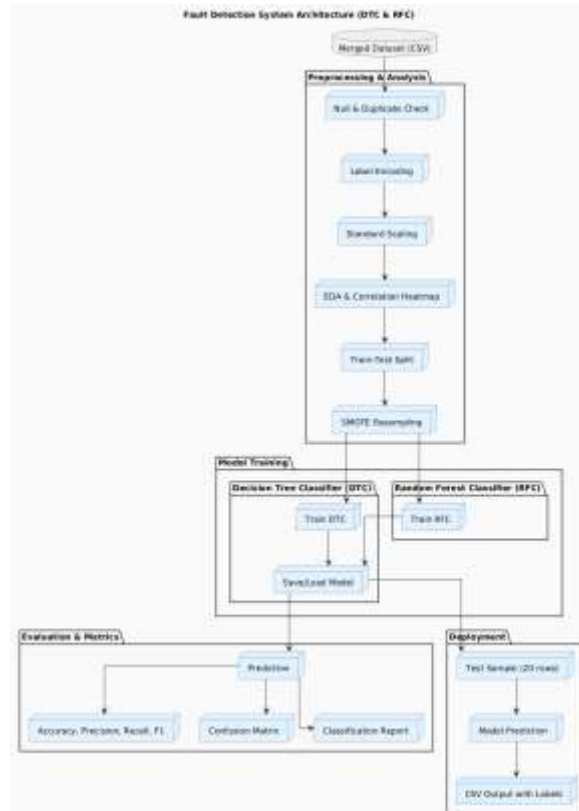 Fault Detection System Architecture (DTC & RFC)
Merged Dataset (CSV)
Preprocessing & Analysis
Null & Duplicate Check
Label Encoding
Standard Scaling
EDA & Correlation Heatmap
Train-Test Split
SMOTE Resampling
Model Training
Decision Tree Classifier (DTC)
Random Forest Classifier (RFC)
Train DTC
Train RFC
Save/Load Model
Evaluation & Metrics
Deployment
Prediction
Test Sample (20 rows)
Accuracy, Precision, Recall, F1
Confusion Matrix
Classification Report
Model Prediction
CSV Output with Labels